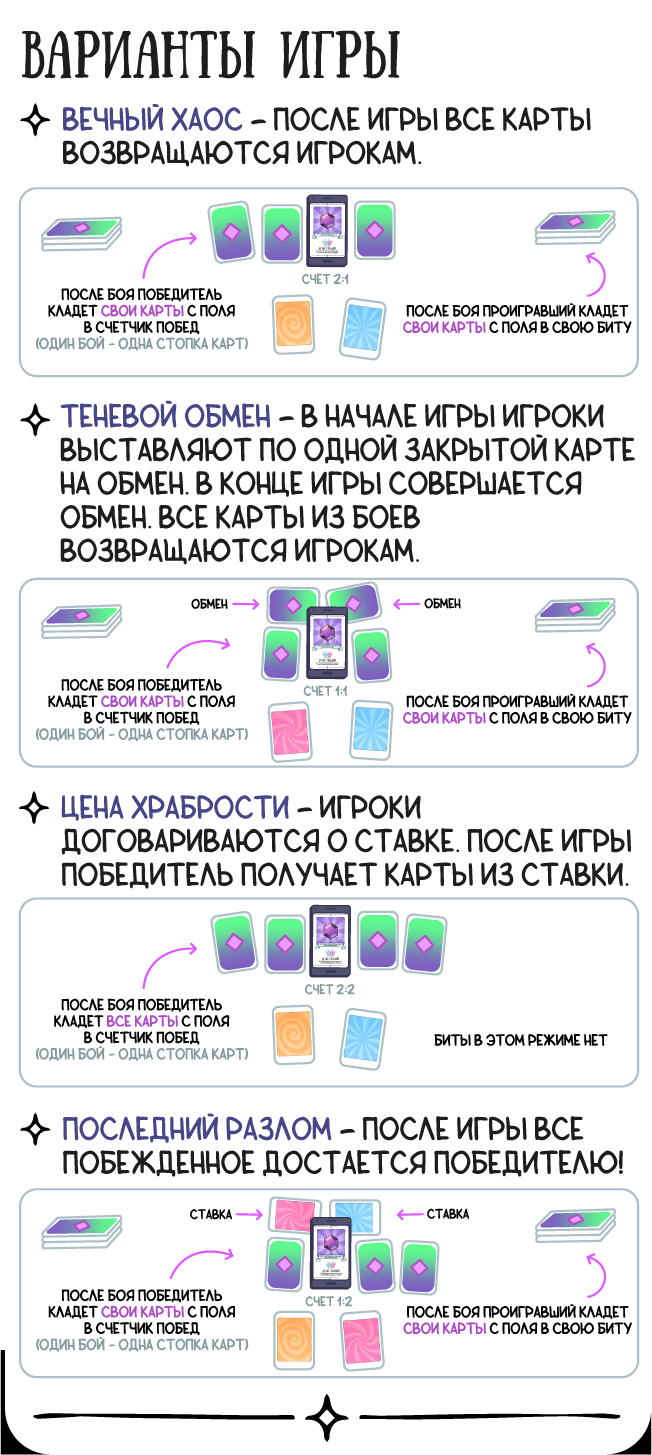 ВАРИАНТЫ ИГРЫ
ВЕЧНЫЙ ХАОС – ПОСЛЕ ИГРЫ ВСЕ КАРТЫ
ВОЗВРАЩАЮТСЯ ИГРОКАМ.
СЧЕТ 2:1
ПОСЛЕ БОЯ ПОБЕДИТЕЛЬ
КЛАДЕТ СВОИ КАРТЫ С ПОЛЯ
В СЧЕТЧИК ПОБЕД
(ОДИН БОЙ - ОДНА СТОПКА КАРТ)
ПОСЛЕ БОЯ ПРОИГРАВШИЙ КЛАДЕТ
СВОИ КАРТЫ С ПОЛЯ В СВОЮ БИТУ
ТЕНЕВОЙ ОБМЕН – В НАЧАЛЕ ИГРЫ ИГРОКИ
ВЫСТАВЛЯЮТ ПО ОДНОЙ ЗАКРЫТОЙ КАРТЕ
НА ОБМЕН. В КОНЦЕ ИГРЫ СОВЕРШАЕТСЯ
ОБМЕН. ВСЕ КАРТЫ ИЗ БОЕВ
ВОЗВРАЩАЮТСЯ ИГРОКАМ.
ОБМЕН
ОБМЕН
СЧЕТ 1:1
ПОСЛЕ БОЯ ПОБЕДИТЕЛЬ
КЛАДЕТ СВОИ КАРТЫ С ПОЛЯ
В СЧЕТЧИК ПОБЕД
(ОДИН БОЙ - ОДНА СТОПКА КАРТ)
ПОСЛЕ БОЯ ПРОИГРАВШИЙ КЛАДЕТ
СВОИ КАРТЫ С ПОЛЯ В СВОЮ БИТУ
ЦЕНА ХРАБРОСТИ – ИГРОКИ
ДОГОВАРИВАЮТСЯ О СТАВКЕ. ПОСЛЕ ИГРЫ
ПОБЕДИТЕЛЬ ПОЛУЧАЕТ КАРТЫ ИЗ СТАВКИ.
СЧЕТ 2:2
ПОСЛЕ БОЯ ПОБЕДИТЕЛЬ
КЛАДЕТ ВСЕ КАРТЫ С ПОЛЯ
В СЧЕТЧИК ПОБЕД
(ОДИН БОЙ - ОДНА СТОПКА КАРТ)
БИТЫ В ЭТОМ РЕЖИМЕ НЕТ
ПОСЛЕДНИЙ РАЗЛОМ – ПОСЛЕ ИГРЫ ВСЕ
ПОБЕЖДЕННОЕ ДОСТАЕТСЯ ПОБЕДИТЕЛЮ!
СТАВКА
СТАВКА
СЧЕТ 1:2
ПОСЛЕ БОЯ ПОБЕДИТЕЛЬ
КЛАДЕТ СВОИ КАРТЫ С ПОЛЯ
В СЧЕТЧИК ПОБЕД
(ОДИН БОЙ - ОДНА СТОПКА КАРТ)
ПОСЛЕ БОЯ ПРОИГРАВШИЙ КЛАДЕТ
СВОИ КАРТЫ С ПОЛЯ В СВОЮ БИТУ